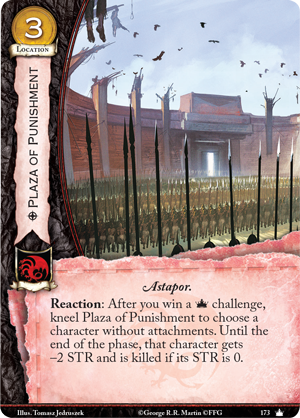 3
LOCATION
PLAZA OF PUNISHMENT
Astapor.
Reaction: After you win a challenge,
kneel Plaza of Punishment to choose a
character without attachments. Until the
end of the phase, that character gets
–2 STR and is killed if its STR is 0.
Illus. Tomasz Jedruszek ©George R.R. Martin ©FFG 173